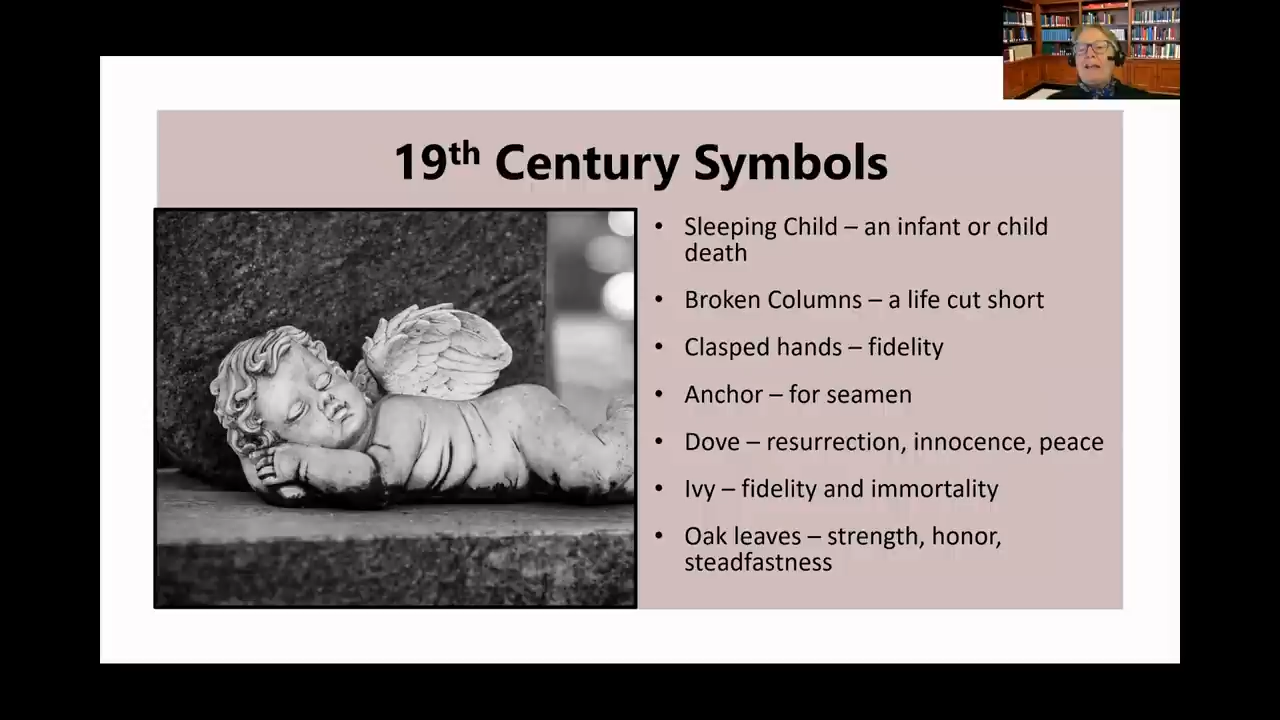 19th Century Symbols
• Sleeping Child – an infant or child
death
• Broken Columns – a life cut short
• Clasped hands – fidelity
• Anchor – for seamen
• Dove – resurrection, innocence, peace
• Ivy – fidelity and immortality
• Oak leaves – strength, honor,
steadfastness